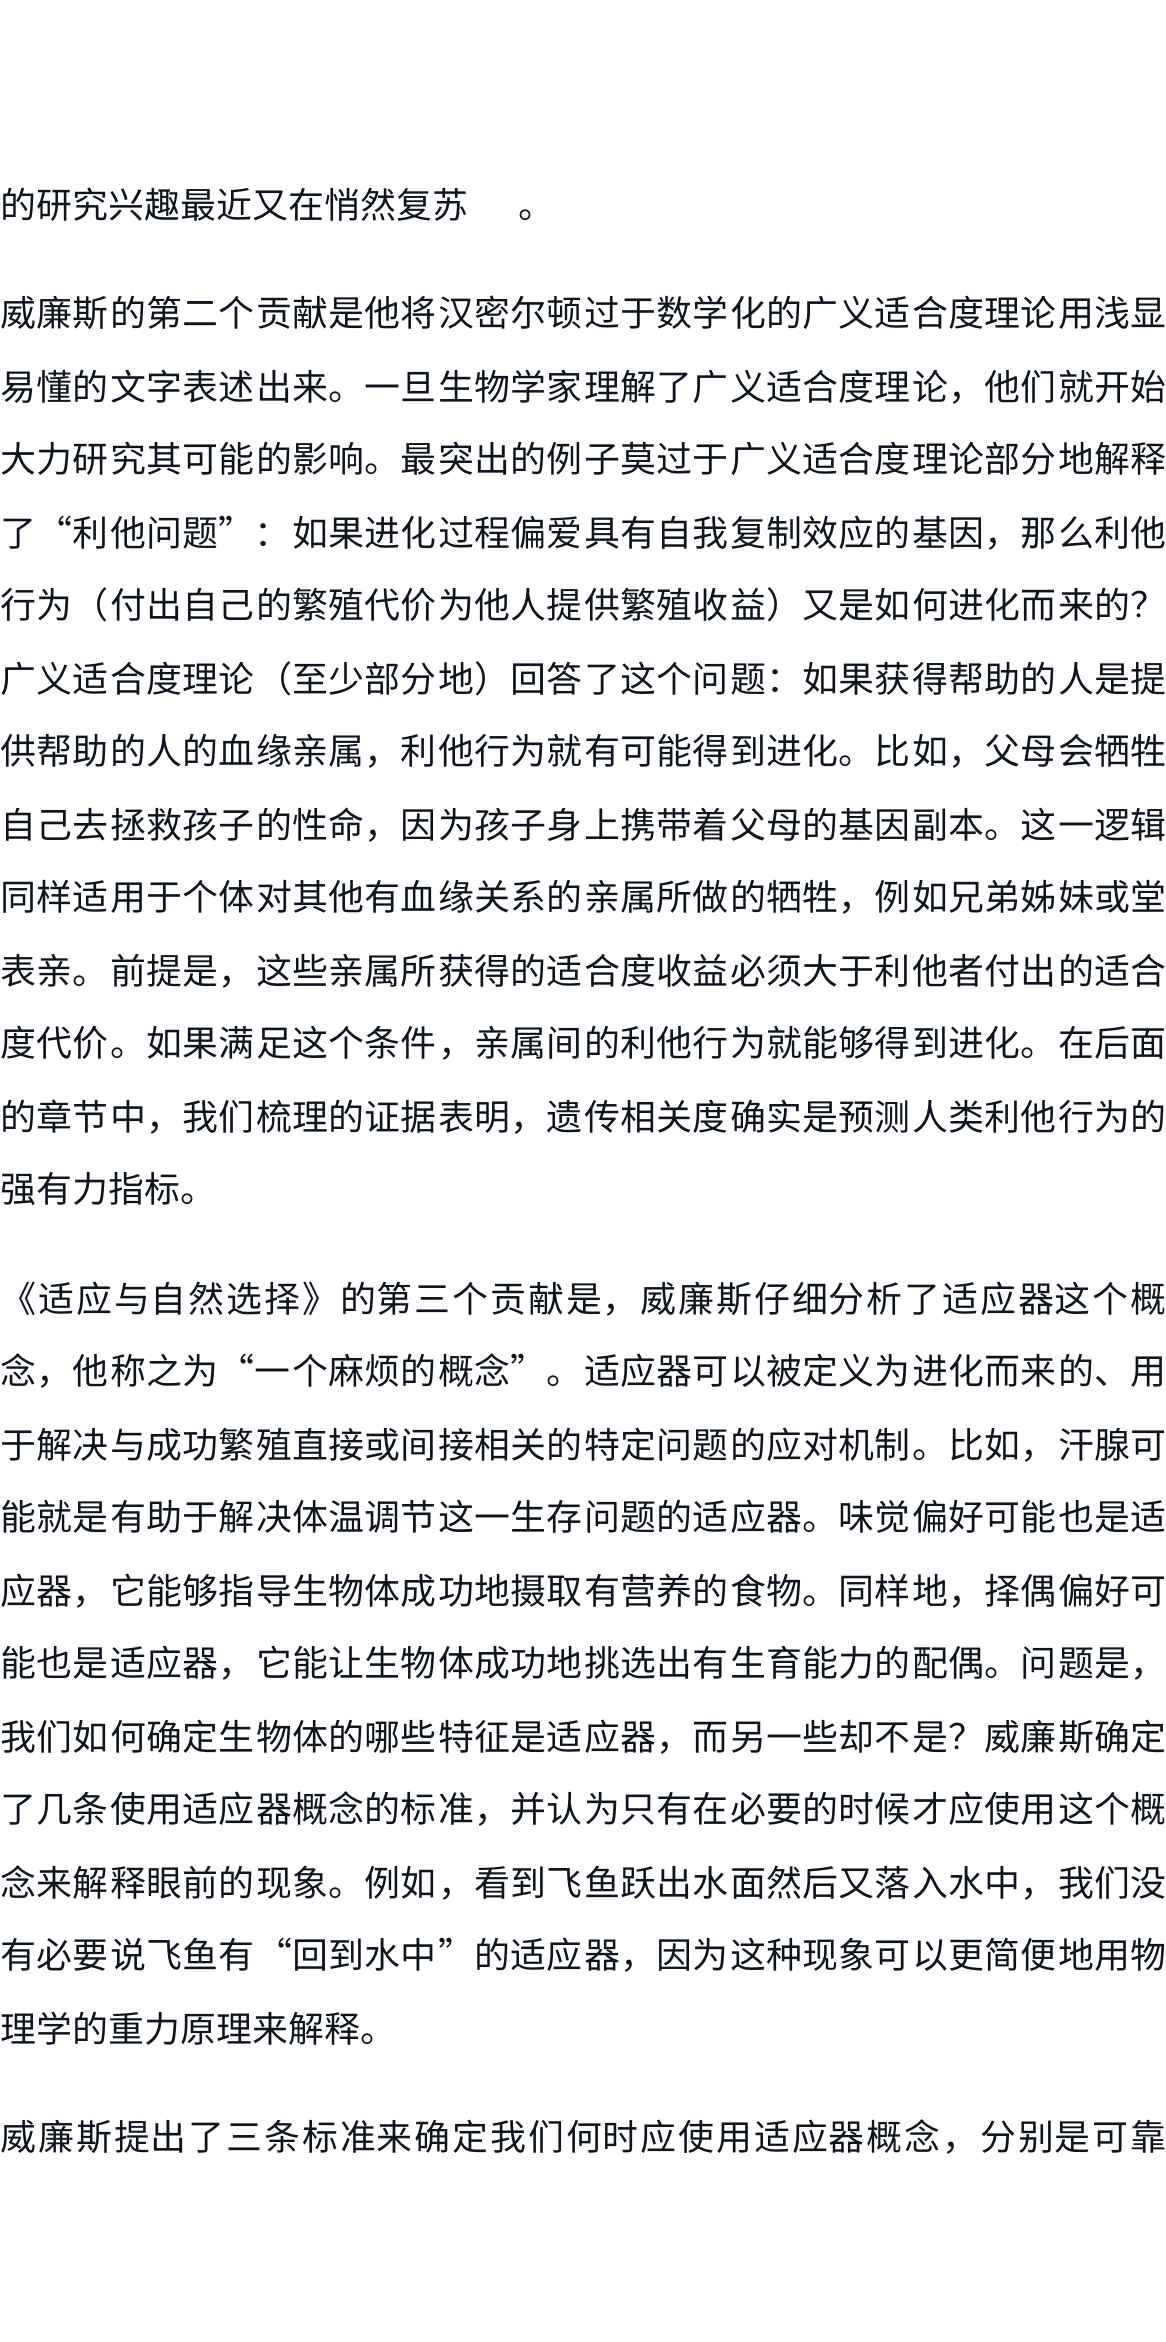 的研究兴趣最近又在悄然复苏 。
威廉斯的第二个贡献是他将汉密尔顿过于数学化的广义适合度理论用浅显
易懂的文字表述出来。一旦生物学家理解了广义适合度理论，他们就开始
大力研究其可能的影响。最突出的例子莫过于广义适合度理论部分地解释
了“利他问题”：如果进化过程偏爱具有自我复制效应的基因，那么利他
行为（付出自己的繁殖代价为他人提供繁殖收益）又是如何进化而来的？
广义适合度理论（至少部分地）回答了这个问题：如果获得帮助的人是提
供帮助的人的血缘亲属，利他行为就有可能得到进化。比如，父母会牺牲
自己去拯救孩子的性命，因为孩子身上携带着父母的基因副本。这一逻辑
同样适用于个体对其他有血缘关系的亲属所做的牺牲，例如兄弟姊妹或堂
表亲。前提是，这些亲属所获得的适合度收益必须大于利他者付出的适合
度代价。如果满足这个条件，亲属间的利他行为就能够得到进化。在后面
的章节中，我们梳理的证据表明，遗传相关度确实是预测人类利他行为的
强有力指标。
《适应与自然选择》的第三个贡献是，威廉斯仔细分析了适应器这个概
念，他称之为“一个麻烦的概念”。适应器可以被定义为进化而来的、用
于解决与成功繁殖直接或间接相关的特定问题的应对机制。比如，汗腺可
能就是有助于解决体温调节这一生存问题的适应器。味觉偏好可能也是适
应器，它能够指导生物体成功地摄取有营养的食物。同样地，择偶偏好可
能也是适应器，它能让生物体成功地挑选出有生育能力的配偶。问题是，
我们如何确定生物体的哪些特征是适应器，而另一些却不是？威廉斯确定
了几条使用适应器概念的标准，并认为只有在必要的时候才应使用这个概
念来解释眼前的现象。例如，看到飞鱼跃出水面然后又落入水中，我们没
有必要说飞鱼有“回到水中”的适应器，因为这种现象可以更简便地用物
理学的重力原理来解释。
威廉斯提出了三条标准来确定我们何时应使用适应器概念，分别是可靠